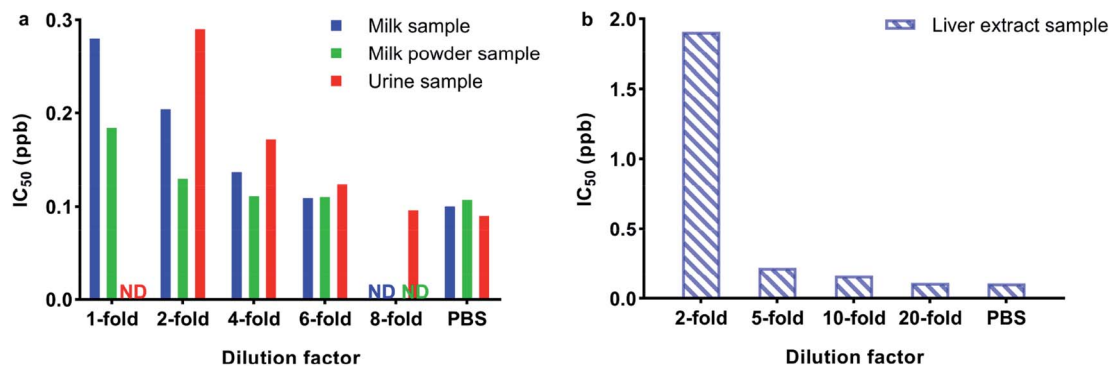 a
IC50 (ppb)
0.3
0.2
0.1
0.0
Milk sample
Milk powder sample
Urine sample
ND
ND ND
1-fold 2-fold 4-fold 6-fold 8-fold PBS
Dilution factor
b
IC50 (ppb)
2.0
1.5
1.0
0.5
0.0
Liver extract sample
2-fold 5-fold 10-fold 20-fold PBS
Dilution factor